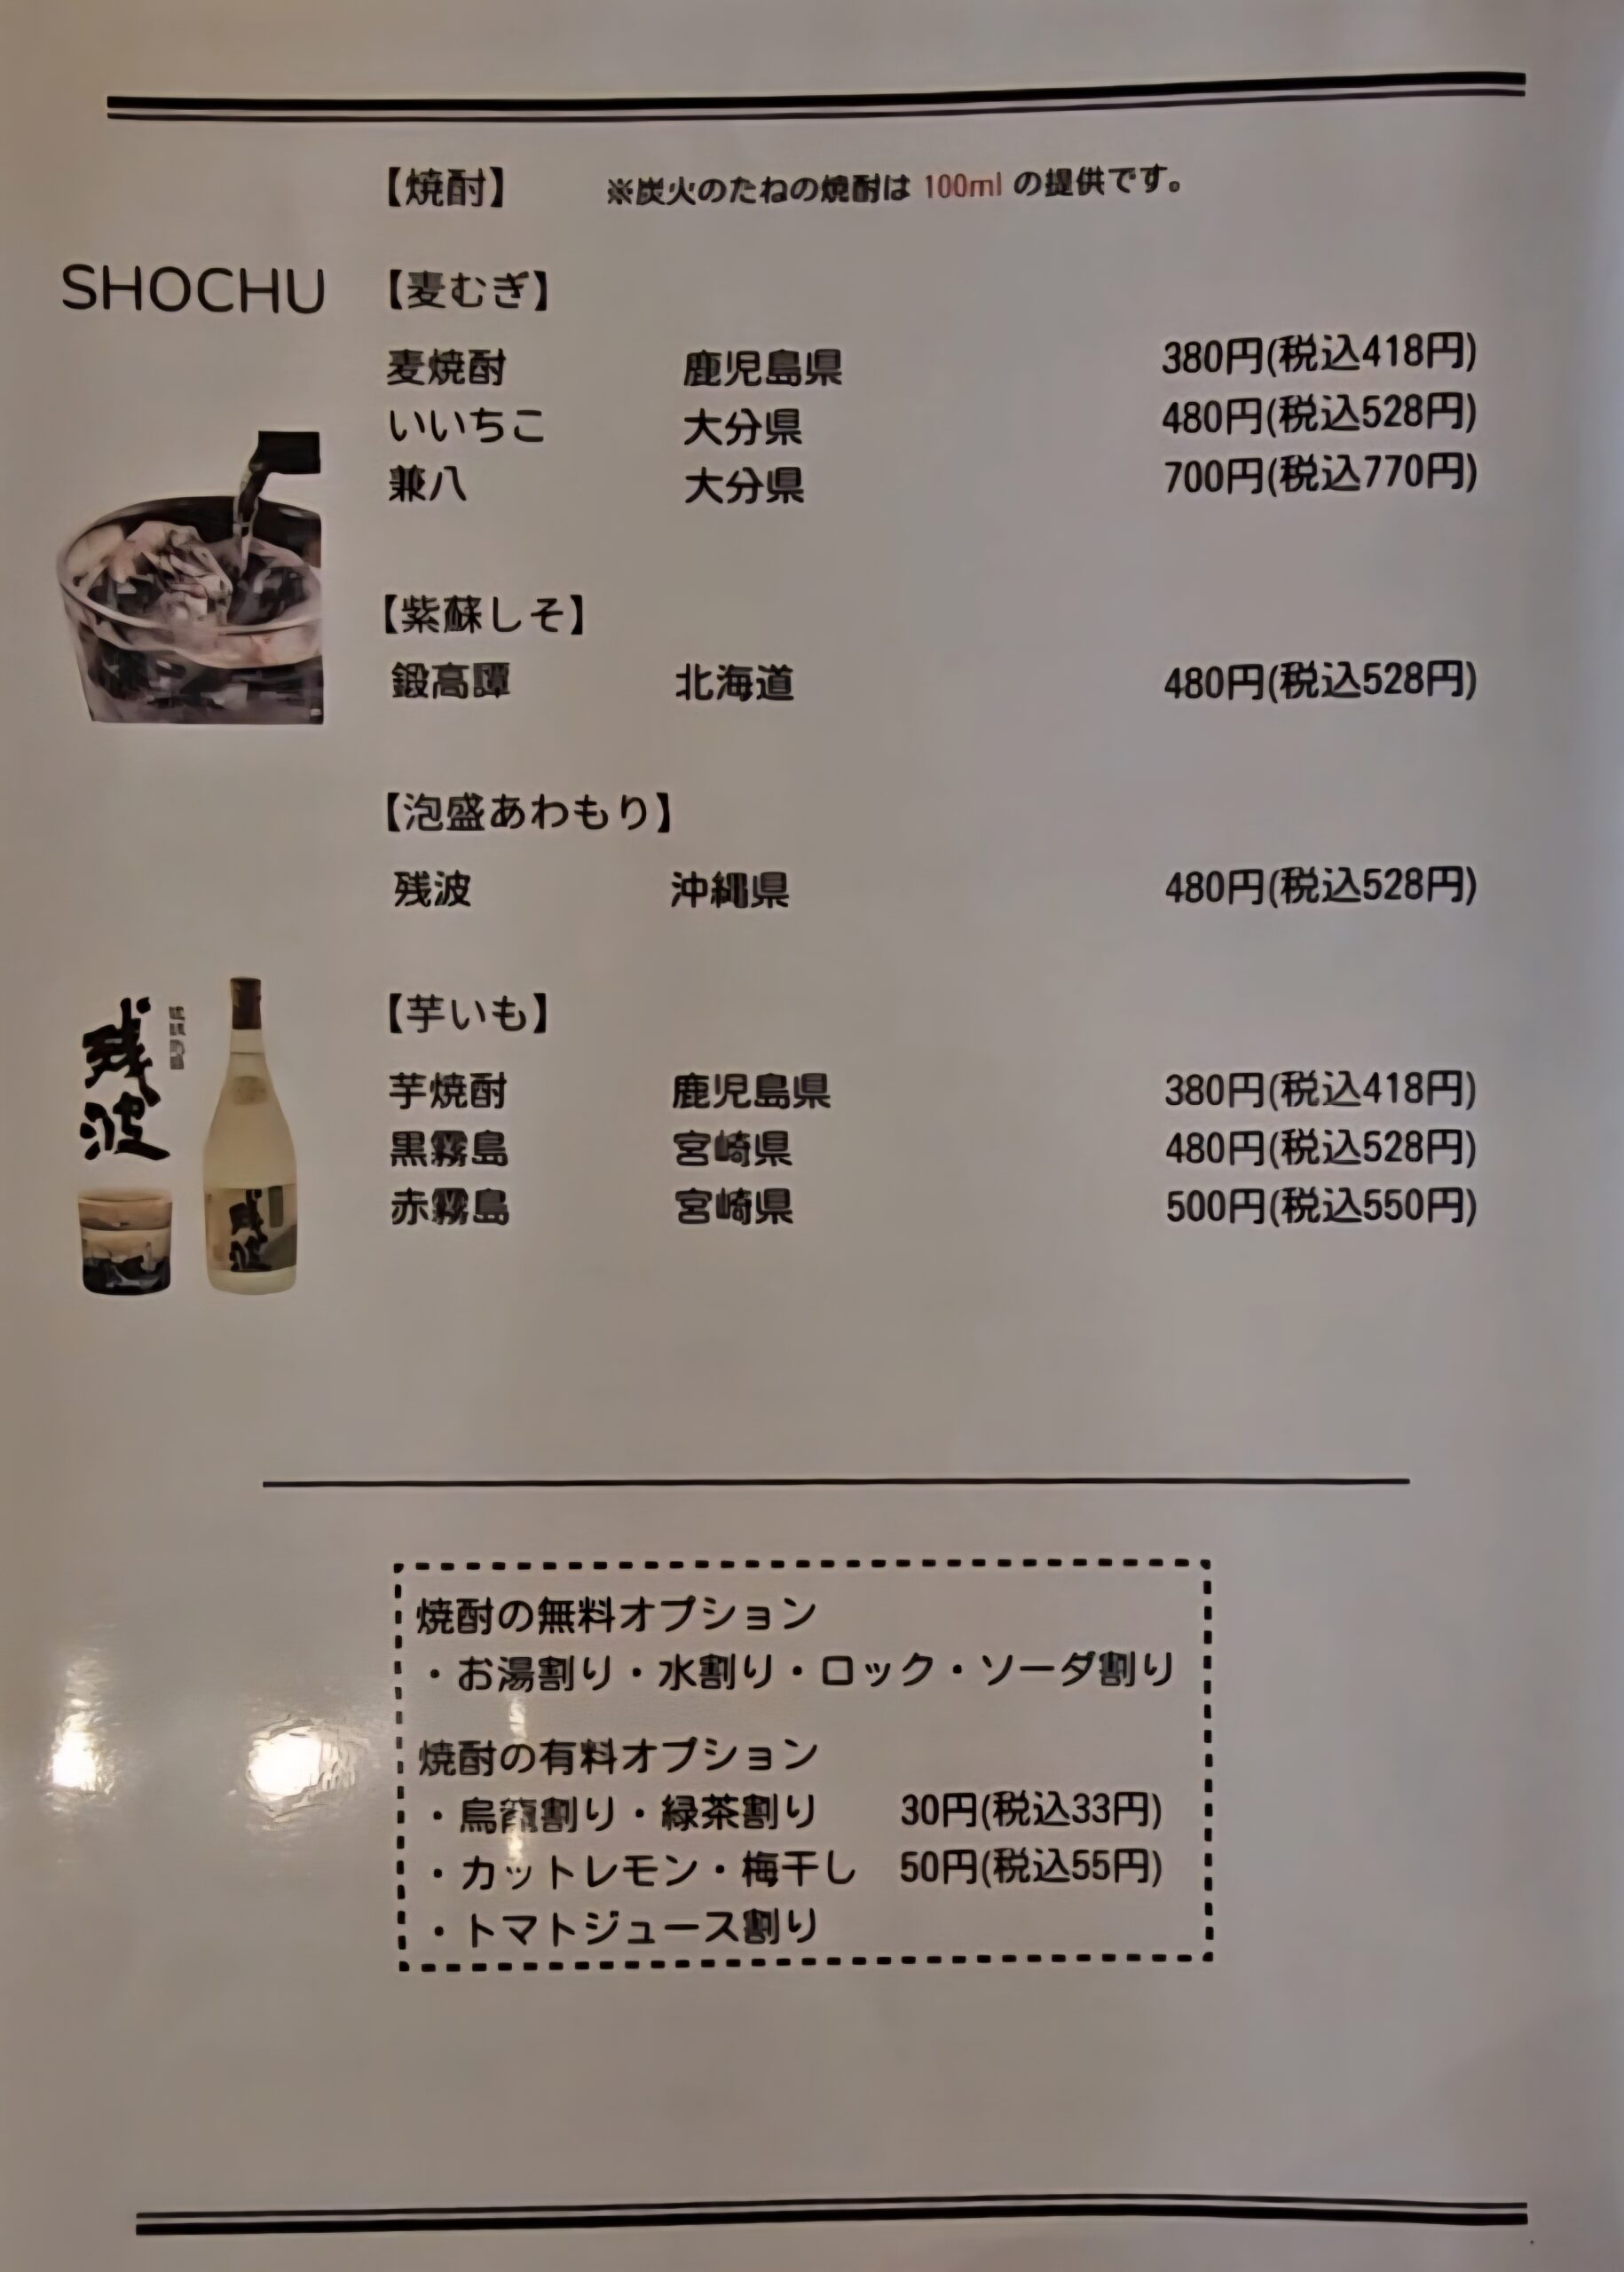 【焼酎】 ※炭火のたねの焼酎は 100ml の提供です。
SHOCHU
【麦むぎ】
麦焼酎 鹿児島県 380円(税込418円)
いいちこ 大分県 480円(税込528円)
兼八 大分県 700円(税込770円)
【紫蘇しそ】
鍛高譚 北海道 480円(税込528円)
【泡盛あわもり】
残波 沖縄県 480円(税込528円)
残波
残波
【芋いも】
芋焼酎 鹿児島県 380円(税込418円)
黒霧島 宮崎県 480円(税込528円)
赤霧島 宮崎県 500円(税込550円)
焼酎の無料オプション
・お湯割り・水割り・ロック・ソーダ割り
焼酎の有料オプション
・烏龍割り・緑茶割り 30円(税込33円)
・カットレモン・梅干し 50円(税込55円)
・トマトジュース割り